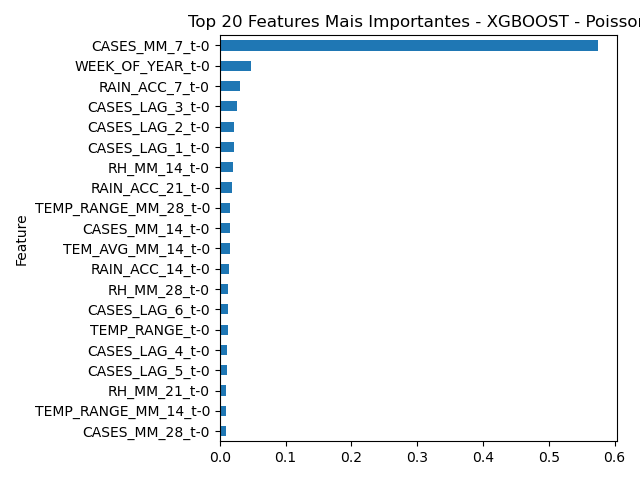 Top 20 Features Mais Importantes - XGBOOST - Poisson
CASES_MM_7_t-0
WEEK_OF_YEAR_t-0
RAIN_ACC_7_t-0
CASES_LAG_3_t-0
CASES_LAG_2_t-0
CASES_LAG_1_t-0
RH_MM_14_t-0
RAIN_ACC_21_t-0
TEMP_RANGE_MM_28_t-0
CASES_MM_14_t-0
TEM_AVG_MM_14_t-0
RAIN_ACC_14_t-0
RH_MM_28_t-0
CASES_LAG_6_t-0
TEMP_RANGE_t-0
CASES_LAG_4_t-0
CASES_LAG_5_t-0
RH_MM_21_t-0
TEMP_RANGE_MM_14_t-0
CASES_MM_28_t-0
Feature
0.0 0.1 0.2 0.3 0.4 0.5 0.6